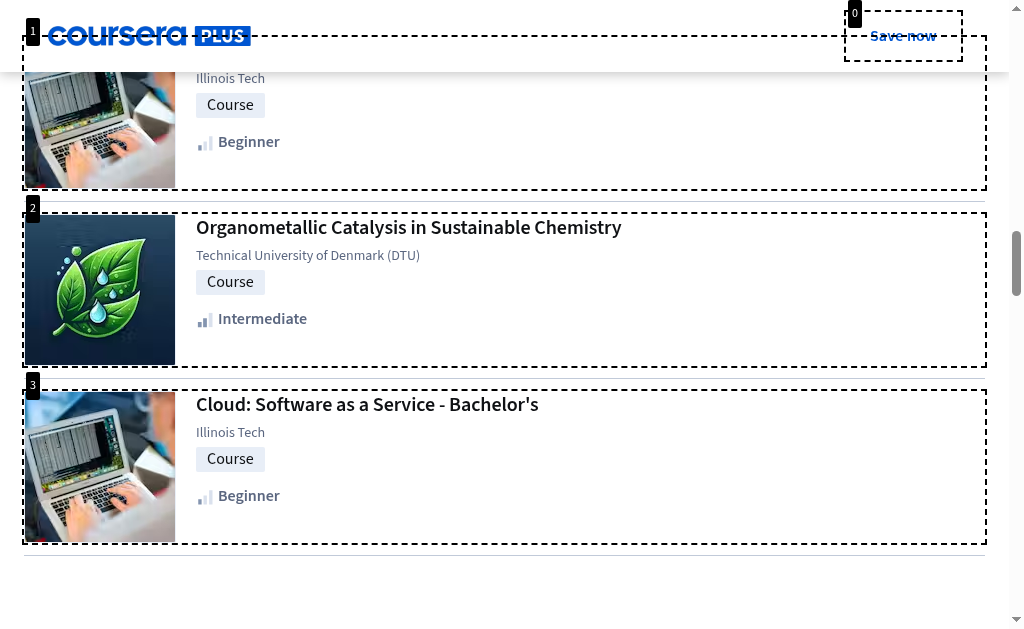 coursera PLUS
Save now
Illinois Tech
Course
Beginner
Organometallic Catalysis in Sustainable Chemistry
Technical University of Denmark (DTU)
Course
Intermediate
Cloud: Software as a Service - Bachelor's
Illinois Tech
Course
Beginner
0
1
2
3